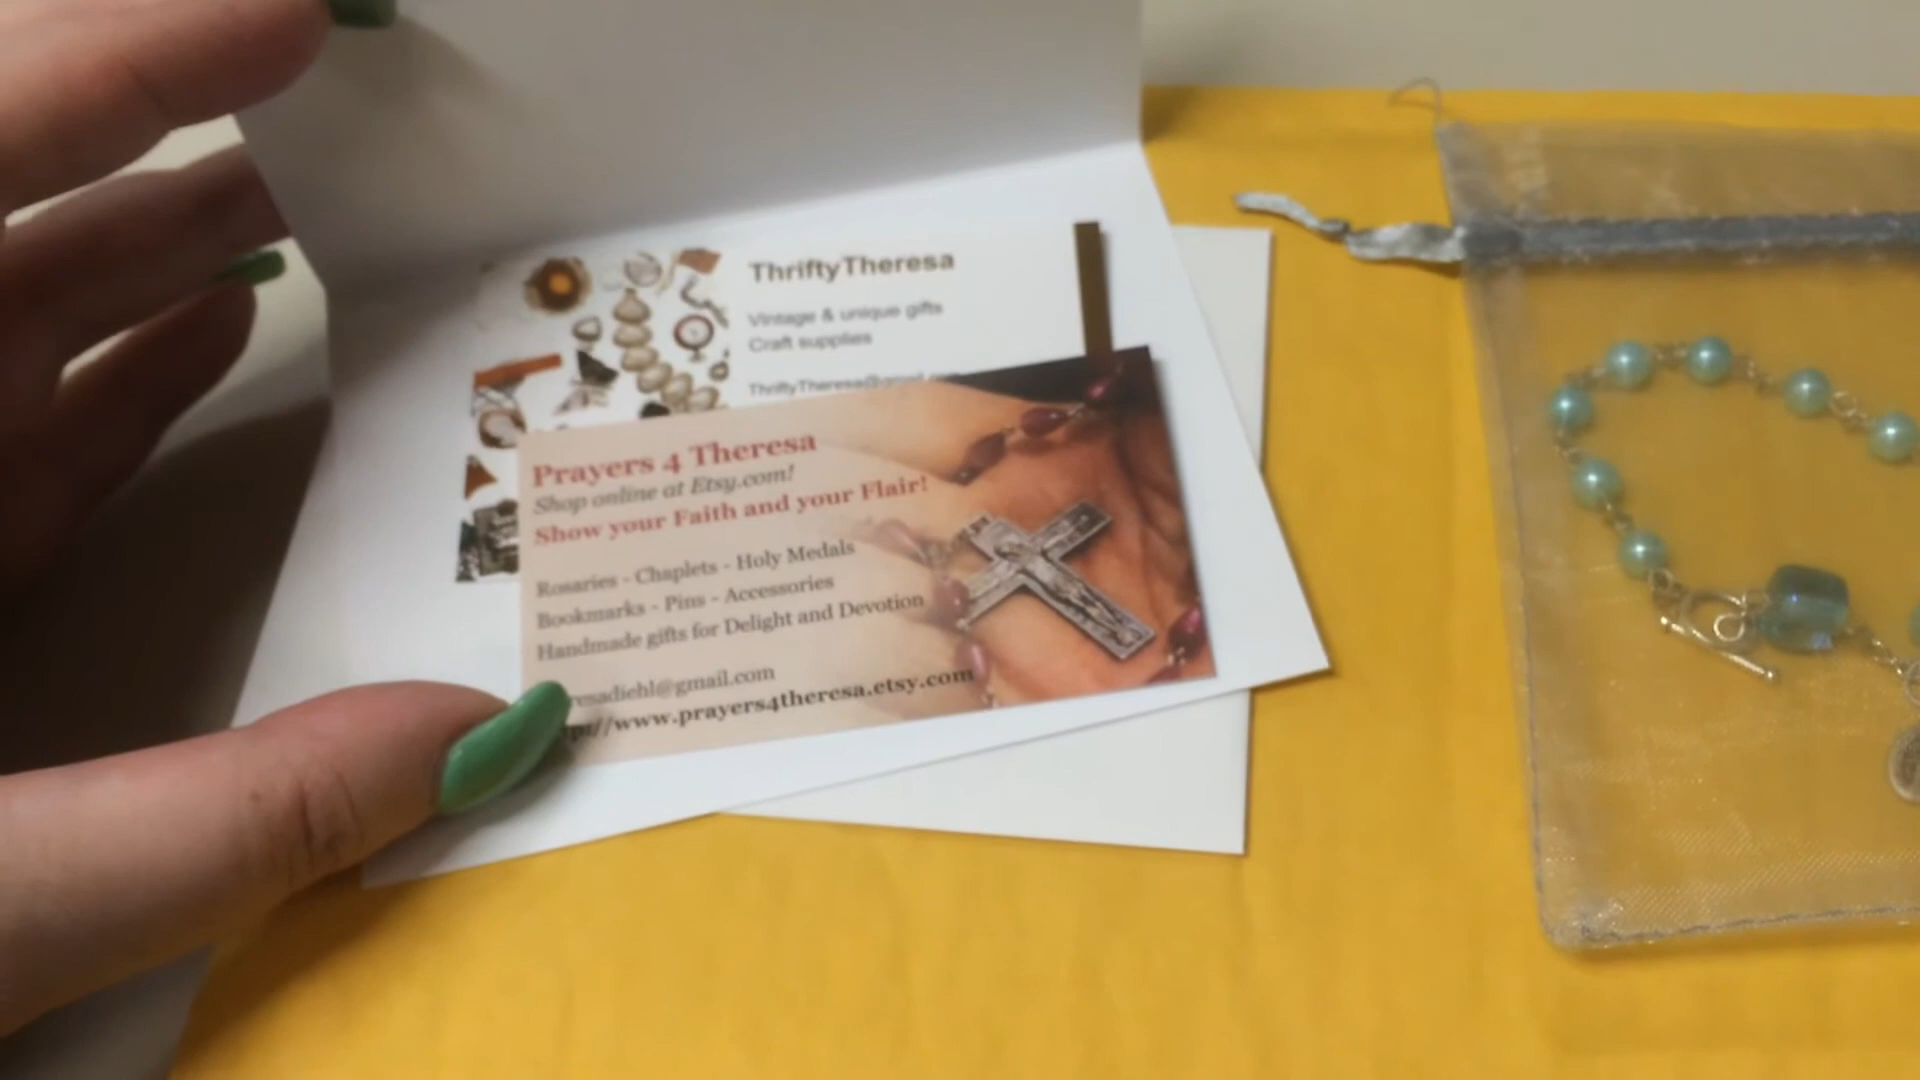 ThriftyTheresa
Vintage & unique gifts
Craft supplies
ThriftyTheresa@gmail.com
Prayers 4 Theresa
Shop online at Etsy.com!
Show your Faith and your Flair!
Rosaries - Chaplets - Holy Medals
Bookmarks - Pins - Accessories
Handmade gifts for Delight and Devotion
resadiehl@gmail.com
//www.prayers4theresa.etsy.com